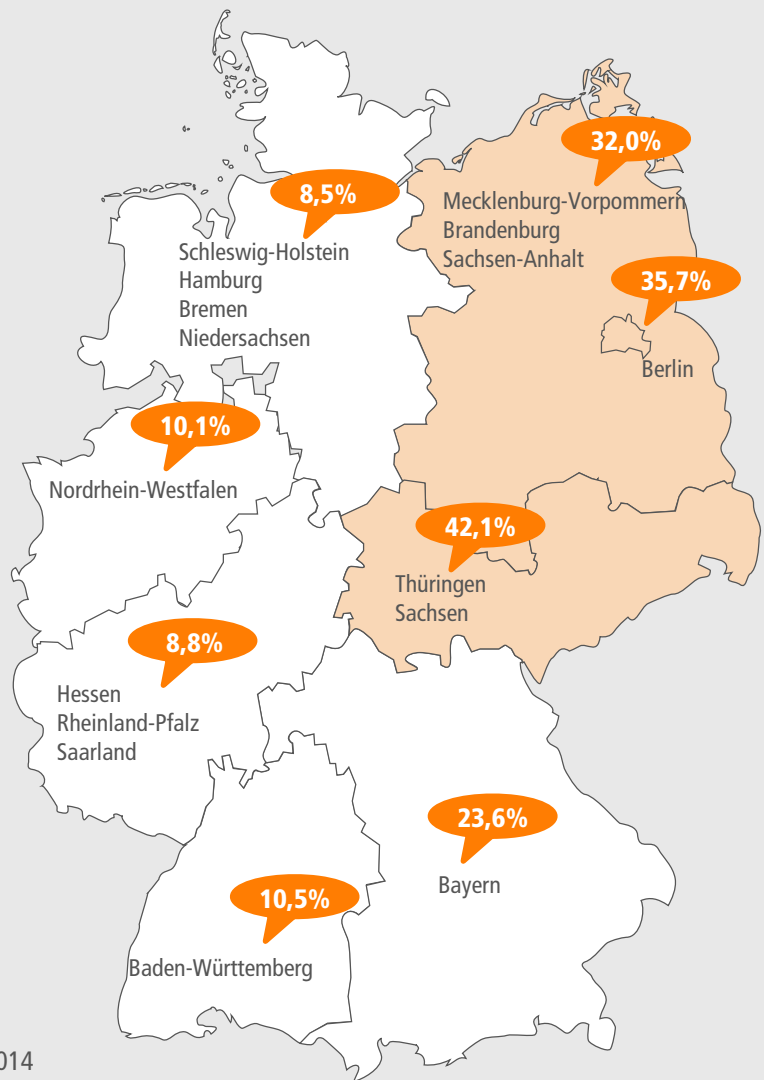 32,0%
Mecklenburg-Vorpommern
Brandenburg
Sachsen-Anhalt
8,5%
Schleswig-Holstein
Hamburg
Bremen
Niedersachsen
35,7%
Berlin
10,1%
Nordrhein-Westfalen
42,1%
Thüringen
Sachsen
8,8%
Hessen
Rheinland-Pfalz
Saarland
23,6%
Bayern
10,5%
Baden-Württemberg
014